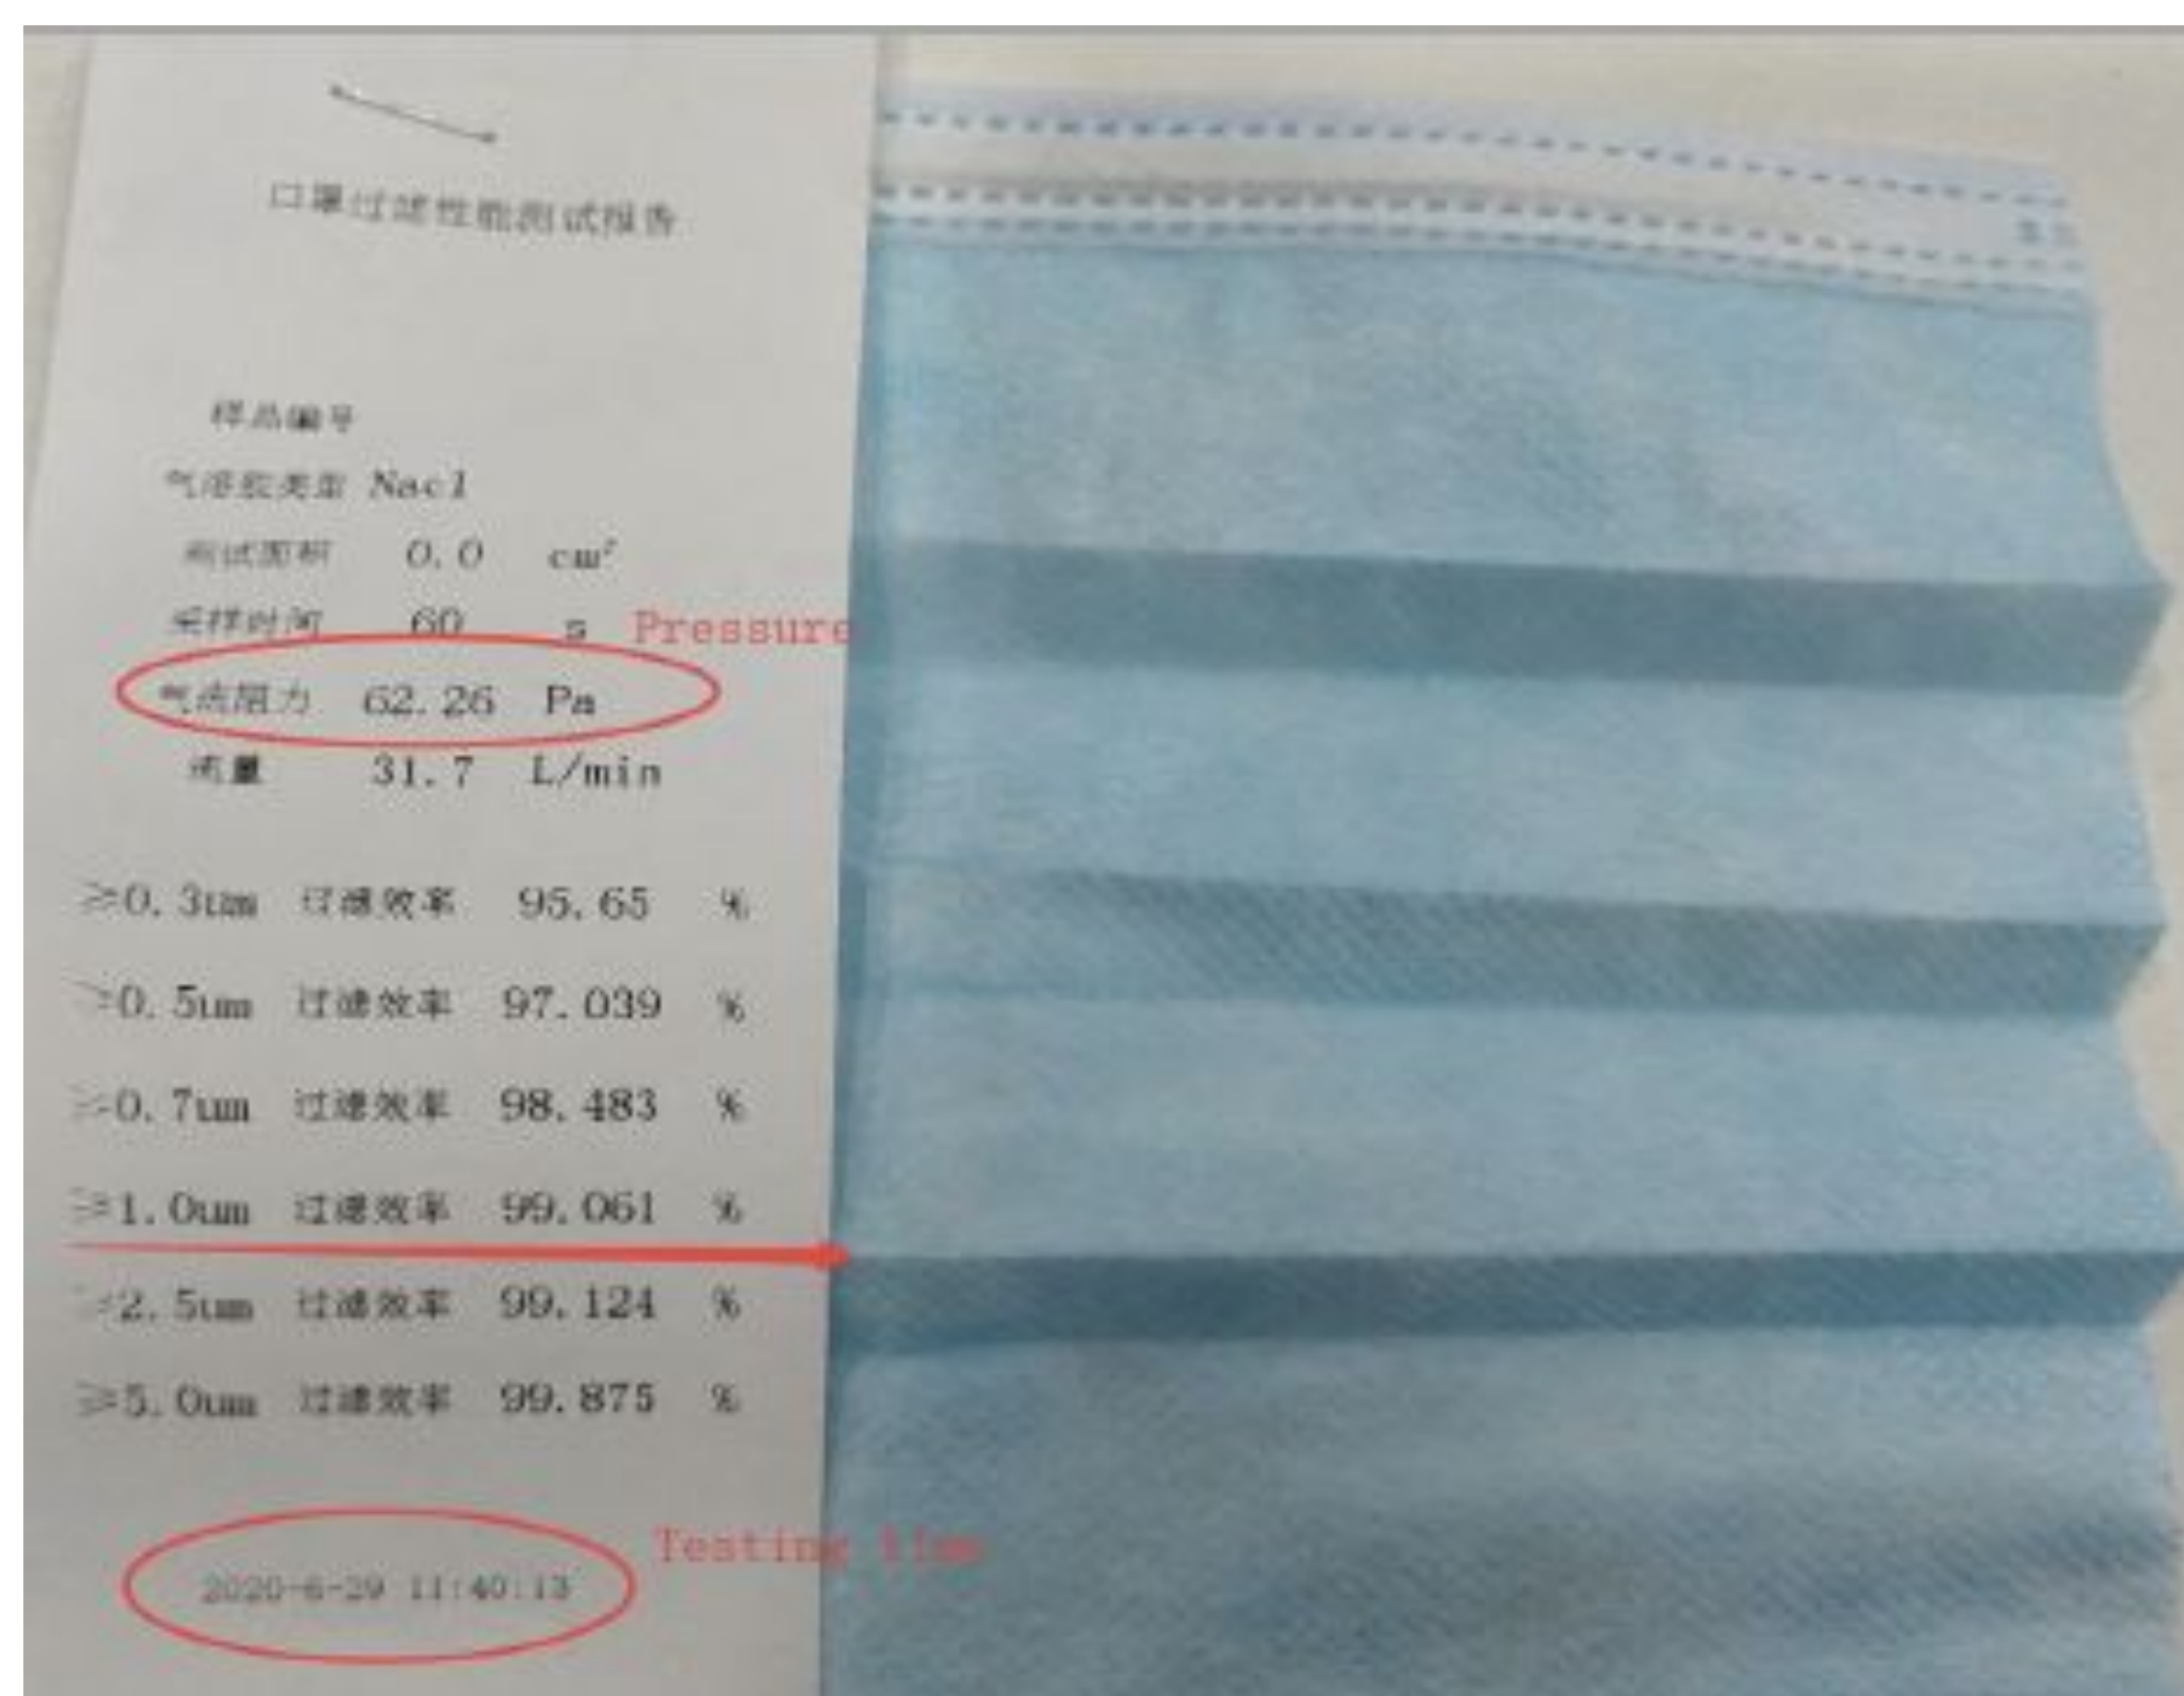 口罩过滤性能测试报告
样品编号
气溶胶类型 Nacl
测试面积 0.0 cm²
采样时间 60 s
Pressure
气流阻力 62.26 Pa
流量 31.7 L/min
≥0.3um 过滤效率 95.65 %
≥0.5um 过滤效率 97.039 %
≥0.7um 过滤效率 98.483 %
≥1.0um 过滤效率 99.061 %
≥2.5um 过滤效率 99.124 %
≥5.0um 过滤效率 99.875 %
Testing time
2020-6-29 11:40:13